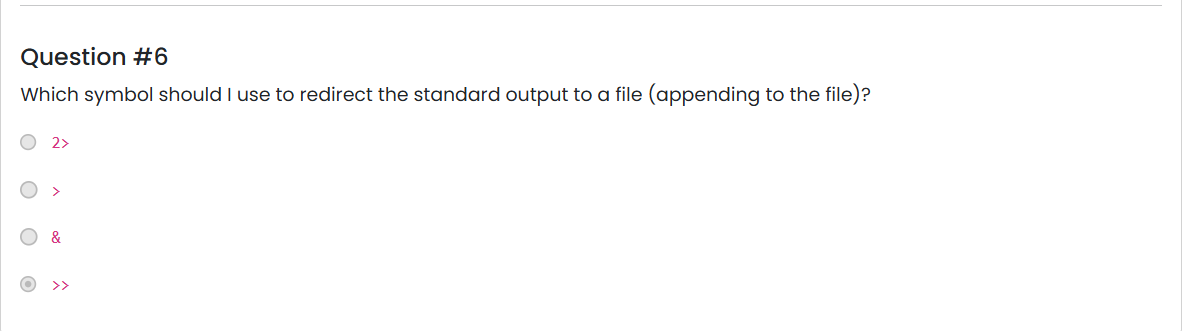 Question #6
Which symbol should I use to redirect the standard output to a file (appending to the file)?
2>
>
&
>>